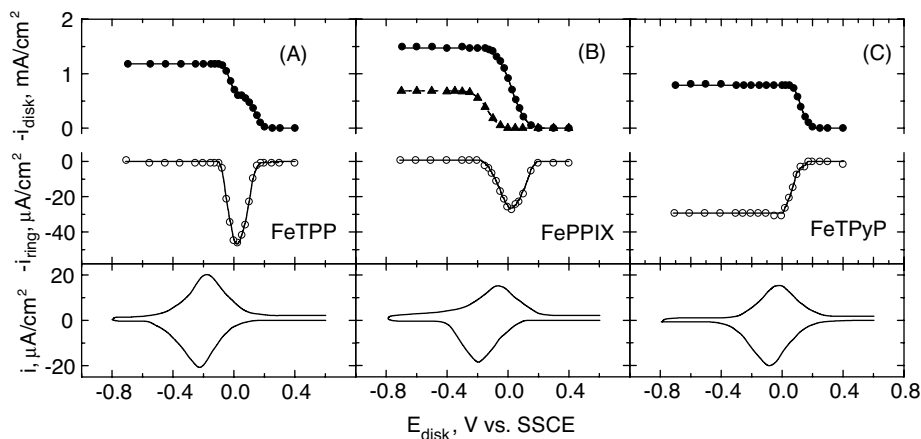 (A)
(B)
(C)
-i_disk, mA/cm²
1
0
0
-20
-40
-i_ring, µA/cm²
FeTPP
FePPIX
FeTPyP
20
0
-20
i, µA/cm²
-0.8 -0.4 0.0 0.4 -0.8 -0.4 0.0 0.4 -0.8 -0.4 0.0 0.4 0.8
E_disk, V vs. SSCE